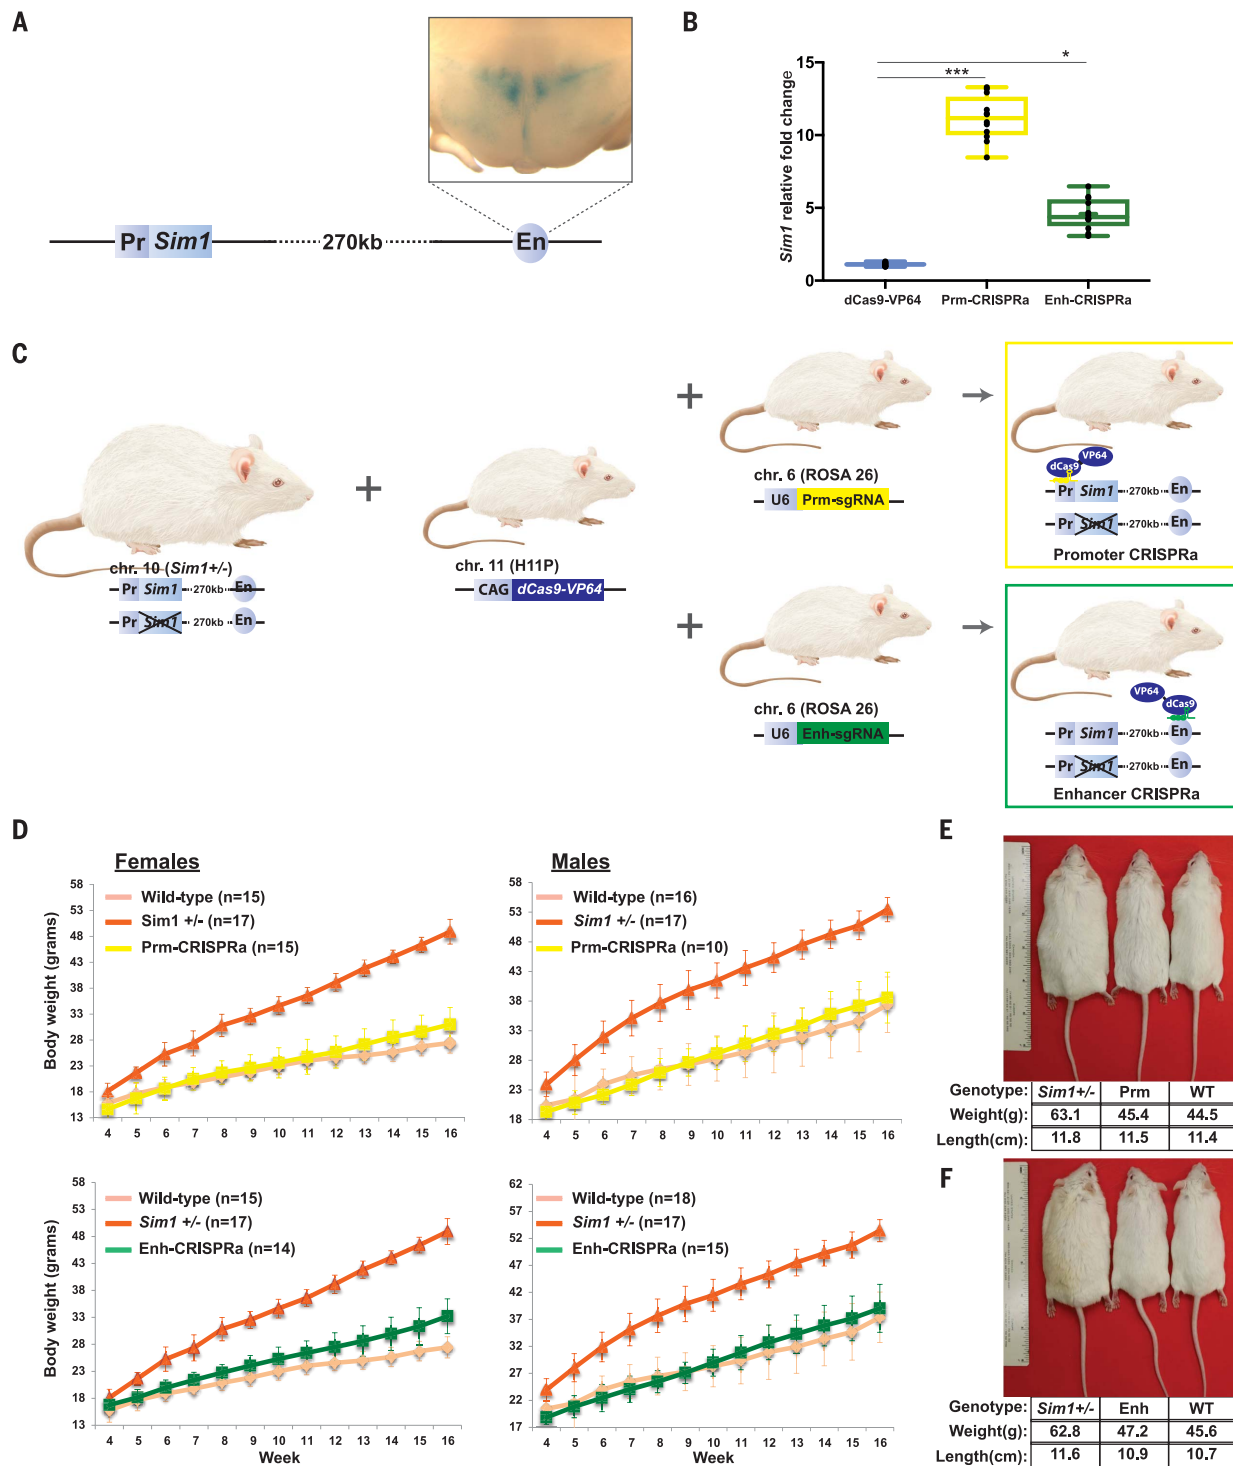 A
Pr Sim1
270kb
En
B
Sim1 relative fold change
15
10
5
0
***
*
dCas9-VP64
Prm-CRISPRa
Enh-CRISPRa
C
chr. 10 (Sim1+/-)
Pr Sim1 270kb En
Pr Sim1 270kb En
+
chr. 11 (H11P)
CAG dCas9-VP64
+
chr. 6 (ROSA 26)
U6 Prm-sgRNA
dCas9 VP64
Pr Sim1 270kb En
Pr Sim1 270kb En
Promoter CRISPRa
+
chr. 6 (ROSA 26)
U6 Enh-sgRNA
VP64 dCas9
Pr Sim1 270kb En
Pr Sim1 270kb En
Enhancer CRISPRa
D
Females
Body weight (grams)
58
53
48
43
38
33
28
23
18
13
Wild-type (n=15)
Sim1 +/- (n=17)
Prm-CRISPRa (n=15)
4 5 6 7 8 9 10 11 12 13 14 15 16
Males
58
53
48
43
38
33
28
23
18
Wild-type (n=16)
Sim1 +/- (n=17)
Prm-CRISPRa (n=10)
4 5 6 7 8 9 10 11 12 13 14 15 16
Body weight (grams)
58
53
48
43
38
33
28
23
18
13
Wild-type (n=15)
Sim1 +/- (n=17)
Enh-CRISPRa (n=14)
4 5 6 7 8 9 10 11 12 13 14 15 16
62
57
52
47
42
37
32
27
22
17
Wild-type (n=18)
Sim1 +/- (n=17)
Enh-CRISPRa (n=15)
4 5 6 7 8 9 10 11 12 13 14 15 16
Week
E
Genotype: Sim1+/- Prm WT
Weight(g): 63.1 45.4 44.5
Length(cm): 11.8 11.5 11.4
F
Genotype: Sim1+/- Enh WT
Weight(g): 62.8 47.2 45.6
Length(cm): 11.6 10.9 10.7